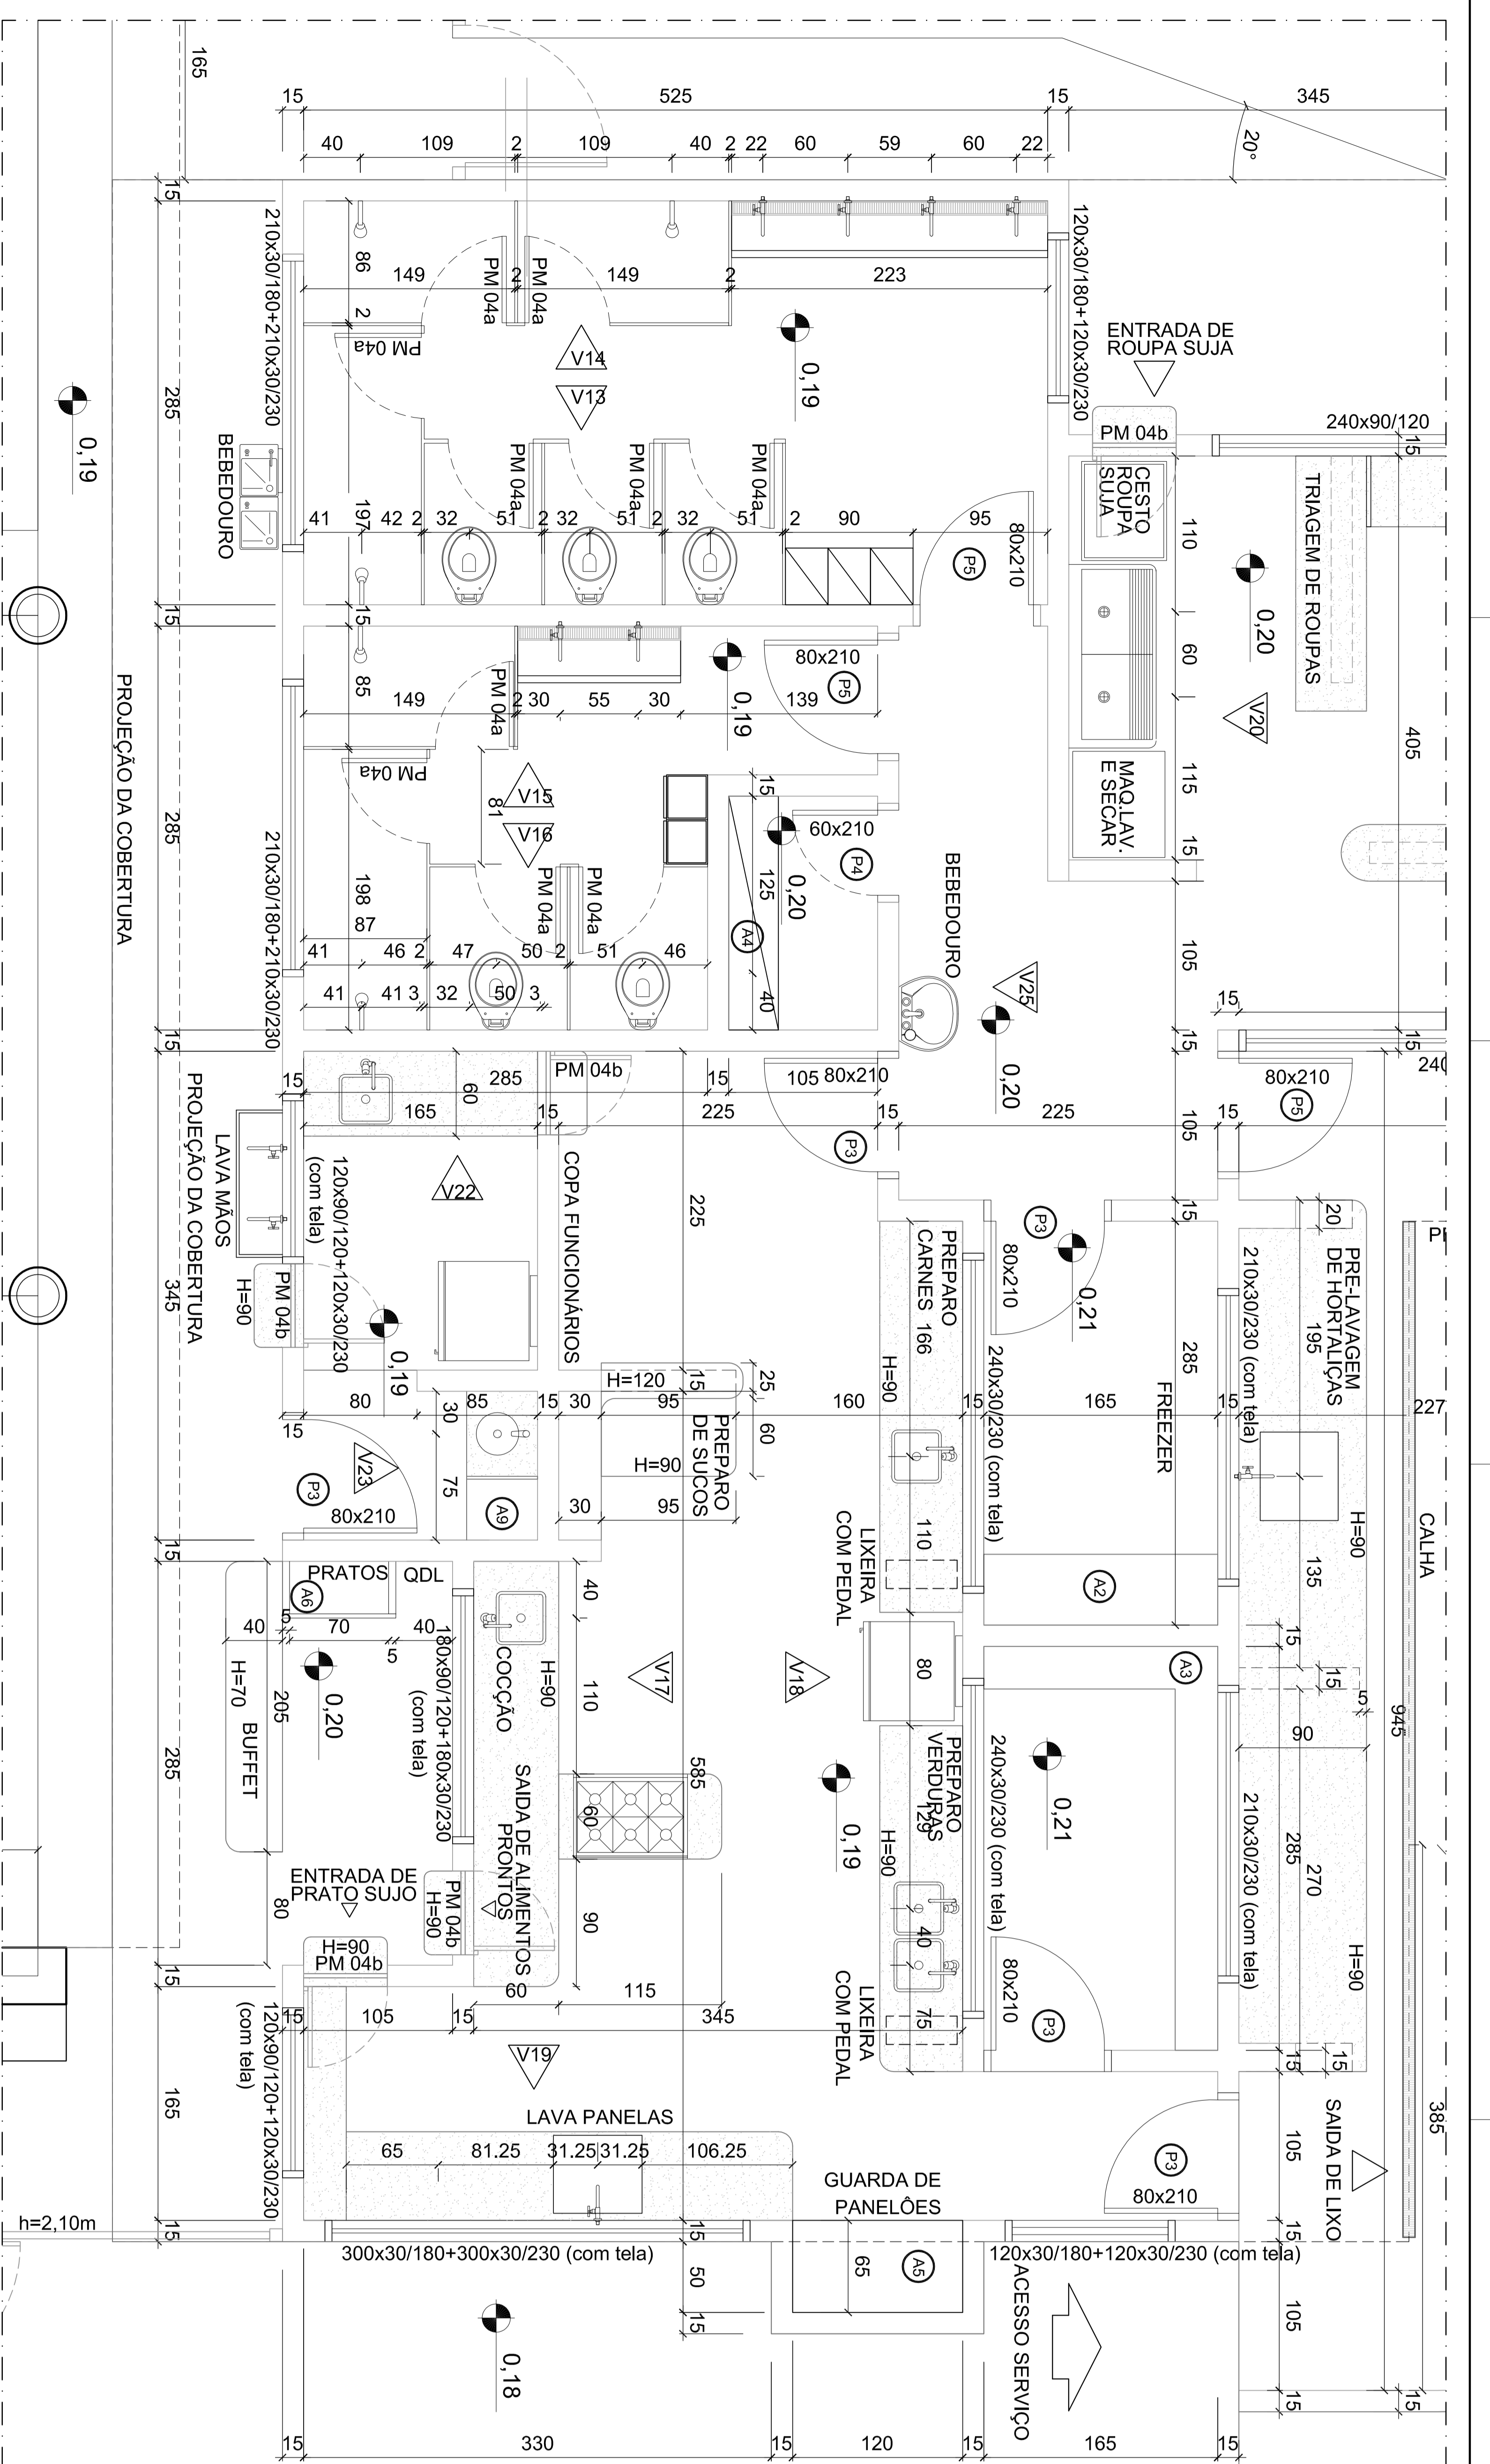 165
15
525
15
345
20°
40
109
2
109
40
2
22
60
59
60
22
15
210x30/180+210x30/230
86
149
PM 04a
2
PM 04a
149
2
223
120x30/180+120x30/230
ENTRADA DE
ROUPA SUJA
2
PM 04a
V14
V13
0,19
0,19
285
BEBEDOURO
PM 04b
240x90/120
15
CESTO
ROUPA
SUJA
TRIAGEM DE ROUPAS
PM 04a
PM 04a
PM 04a
41
197
42
2
32
51
2
32
51
2
32
51
2
90
95
80x210
P5
110
0,20
15
15
85
149
PM 04a
2
30
55
30
0,19
139
80x210
P5
60
V20
405
PROJEÇÃO DA COBERTURA
PM 04a
V15
V16
81
15
60x210
P4
125
A4
0,20
40
MAQ.LAV.
E SECAR
115
15
285
210x30/180+210x30/230
198
87
PM 04a
PM 04a
41
46
2
47
50
2
51
46
41
41
3
32
50
3
BEBEDOURO
V25
0,20
105
15
15
15
15
240
15
PROJEÇÃO DA COBERTURA
LAVA MÃOS
60
285
PM 04b
15
105
80x210
165
15
225
15
225
15
80x210
P5
105
P3
120x90/120+120x30/230
(com tela)
V22
COPA FUNCIONÁRIOS
225
15
P3
80x210
0,21
PREPARO
CARNES
166
20
PRE-LAVAGEM
DE HORTALIÇAS
195
210x30/230 (com tela)
PI
345
PM 04b
H=90
0,19
H=120
15
25
H=90
240x30/230 (com tela)
285
FREEZER
15
80
30
85
15
30
95
60
160
15
165
15
227
PREPARO
DE SUCOS
H=90
V23
P3
80x210
75
A9
30
95
LIXEIRA
COM PEDAL
110
A2
135
H=90
CALHA
15
PRATOS
A6
QDL
40
5
70
5
40
40
H=70
BUFFET
205
0,20
180x90/120+180x30/230
(com tela)
COCÇÃO
H=90
110
V17
V18
80
A3
15
15
5
90
945
285
585
60
SAIDA DE ALIMENTOS
PRONTOS
0,19
PREPARO
VERDURAS
129
H=90
240x30/230 (com tela)
0,21
210x30/230 (com tela)
285
270
80
ENTRADA DE
PRATO SUJO
PM 04b
H=90
90
40
80x210
P3
H=90
H=90
PM 04b
15
15
105
15
60
115
345
LIXEIRA
COM PEDAL
75
15
15
120x90/120+120x30/230
(com tela)
V19
165
LAVA PANELAS
65
81.25
31.25
31.25
106.25
GUARDA DE
PANELÔES
P3
80x210
105
SAIDA DE LIXO
385
15
h=2,10m
300x30/180+300x30/230 (com tela)
15
50
15
65
A5
120x30/180+120x30/230 (com tela)
15
ACESSO SERVIÇO
105
0,18
15
15
15
330
15
120
15
165
15